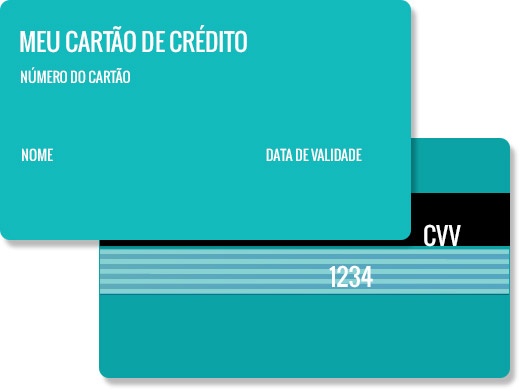 MEU CARTÃO DE CRÉDITO
NÚMERO DO CARTÃO
NOME DATA DE VALIDADE
CVV
1234